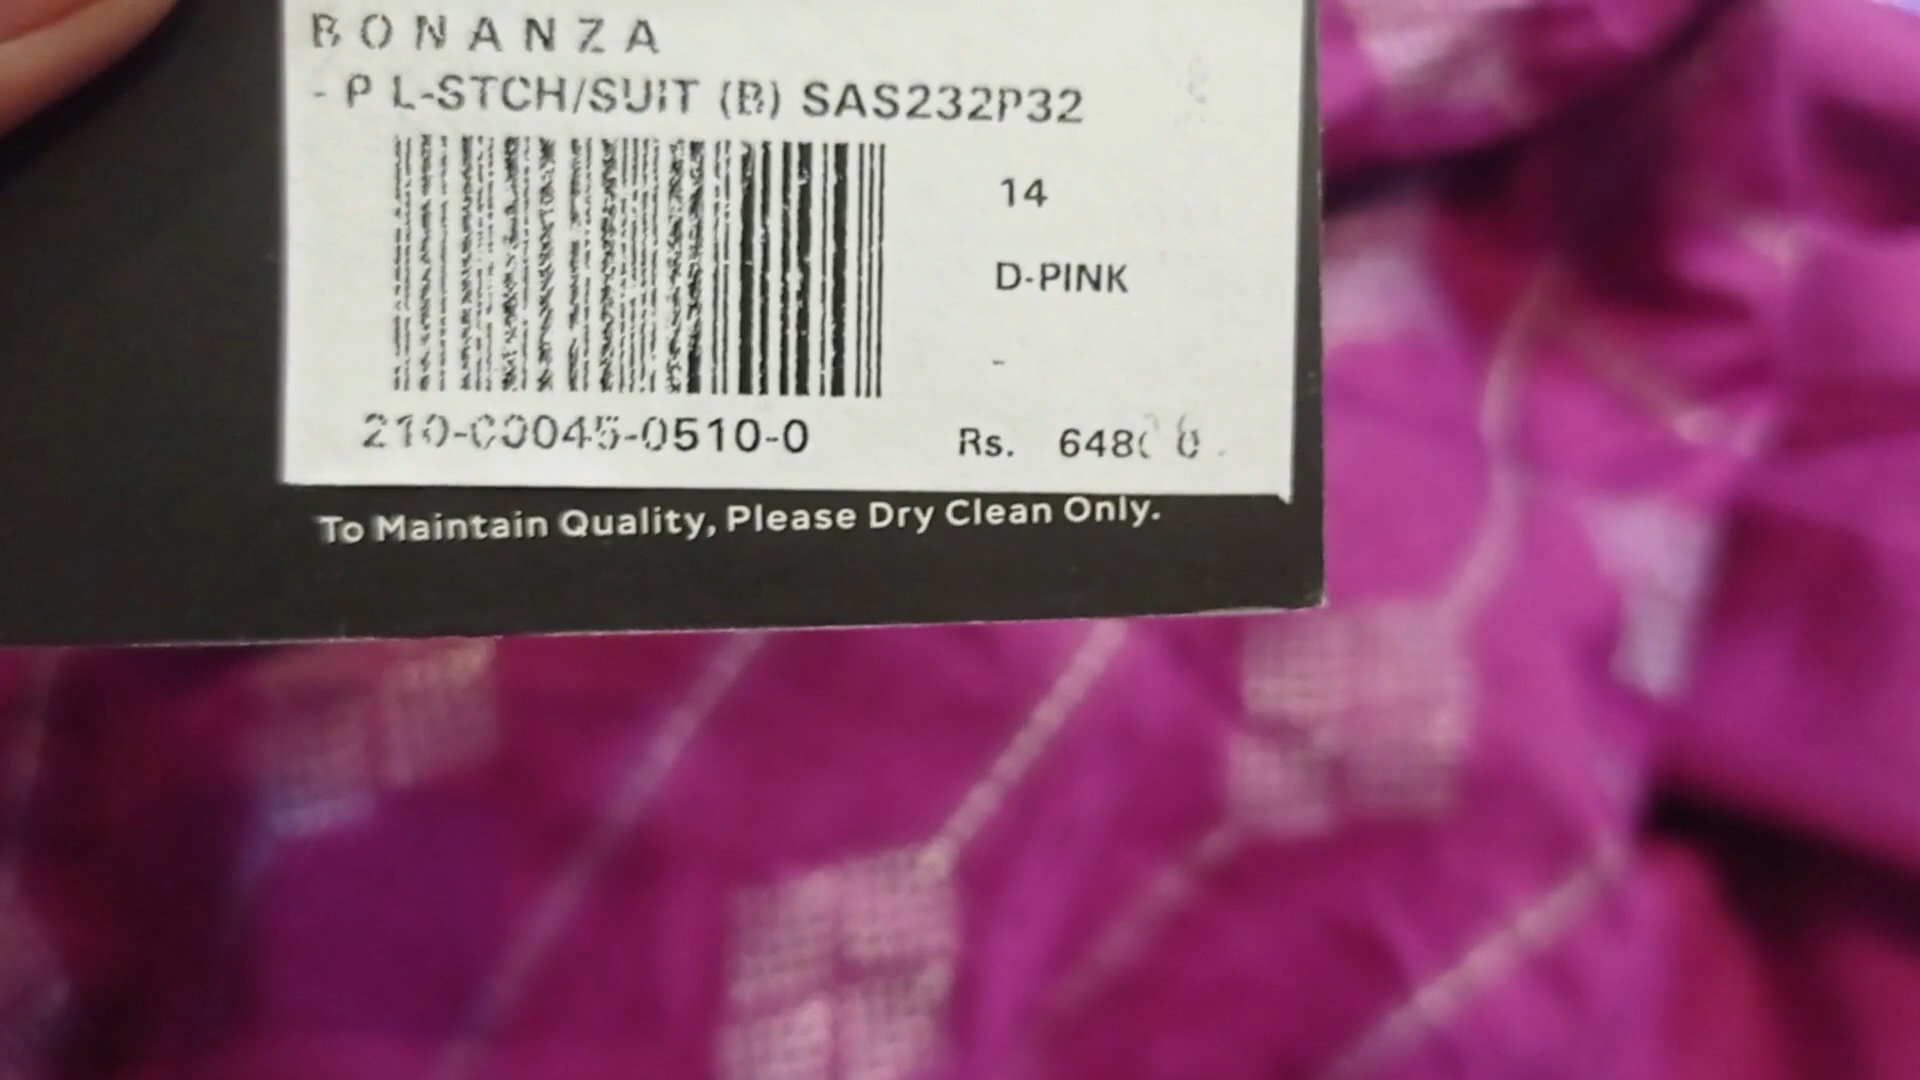 BONANZA
- P L-STCH/SUIT (B) SAS232P32
14
D-PINK
-
210-00045-0510-0
Rs.
To Maintain Quality, Please Dry Clean Only.